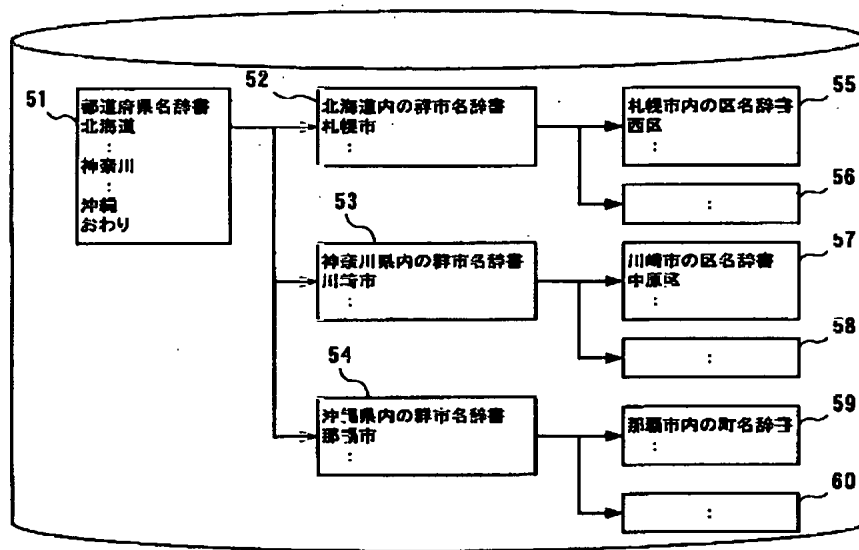 51
都道府県名辞書
北海道
:
神奈川
:
沖縄
おわり
52
北海道内の群市名辞書
札幌市
:
53
神奈川県内の群市名辞書
川崎市
:
54
沖縄県内の群市名辞書
那覇市
:
55
札幌市内の区名辞書
西区
:
56
:
57
川崎市の区名辞書
中原区
:
58
:
59
那覇市内の町名辞書
:
60
: